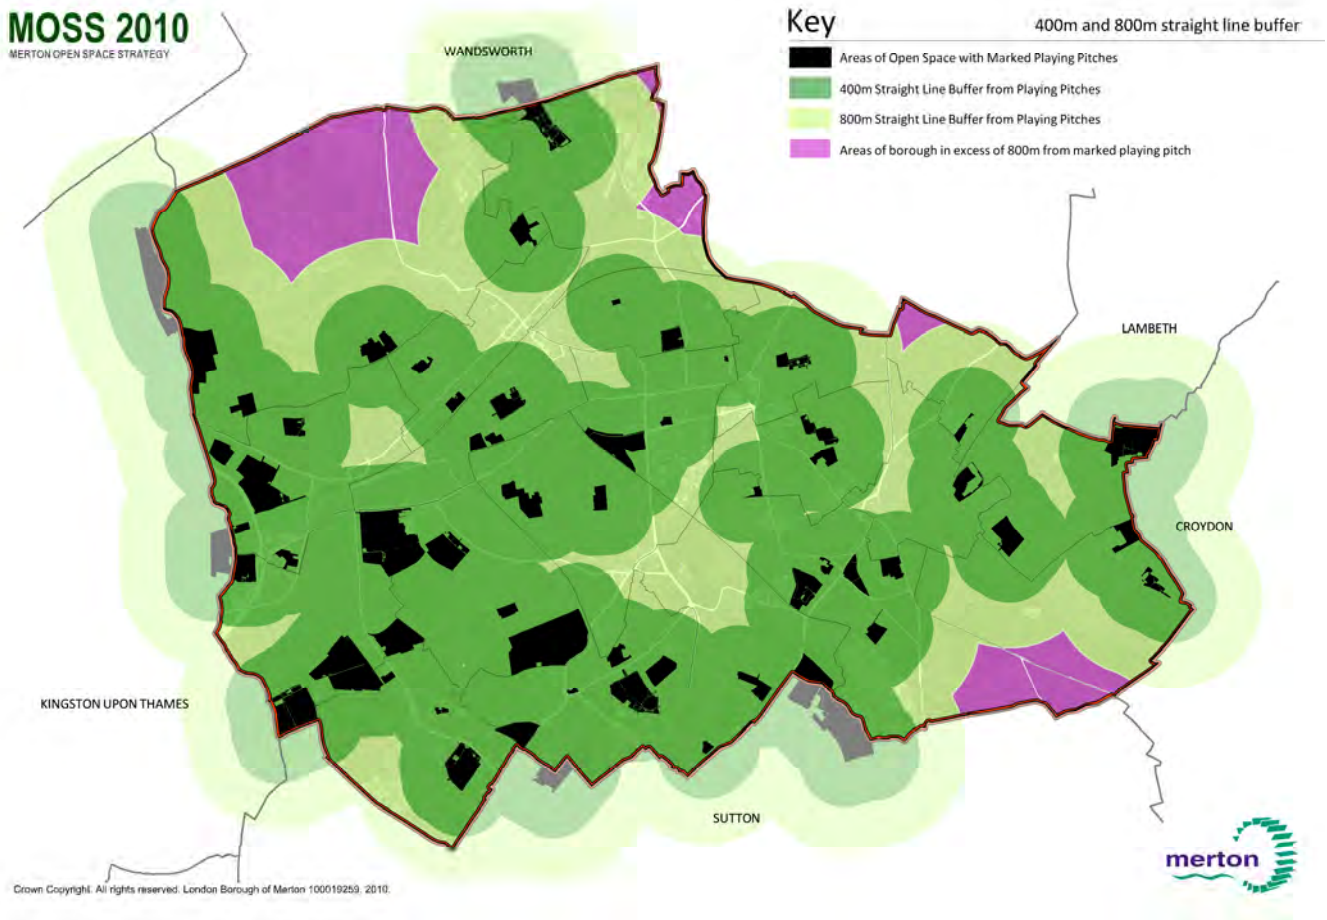 MOSS 2010
MERTON OPEN SPACE STRATEGY
Key
400m and 800m straight line buffer
Areas of Open Space with Marked Playing Pitches
400m Straight Line Buffer from Playing Pitches
800m Straight Line Buffer from Playing Pitches
Areas of borough in excess of 800m from marked playing pitch
WANDSWORTH
LAMBETH
CROYDON
KINGSTON UPON THAMES
SUTTON
merton
Crown Copyright. All rights reserved. London Borough of Merton 100019259. 2010.